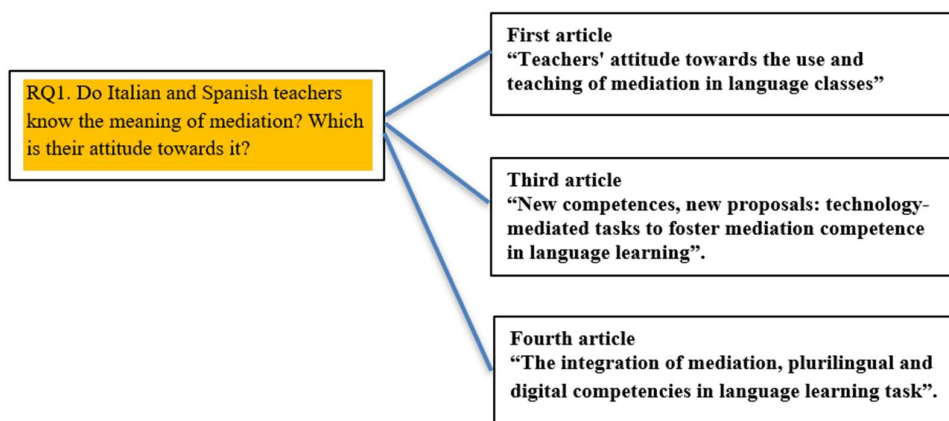 RQ1. Do Italian and Spanish teachers
know the meaning of mediation? Which
is their attitude towards it?
First article
“Teachers' attitude towards the use and
teaching of mediation in language classes”
Third article
“New competences, new proposals: technology-
mediated tasks to foster mediation competence
in language learning”.
Fourth article
“The integration of mediation, plurilingual and
digital competencies in language learning task”.